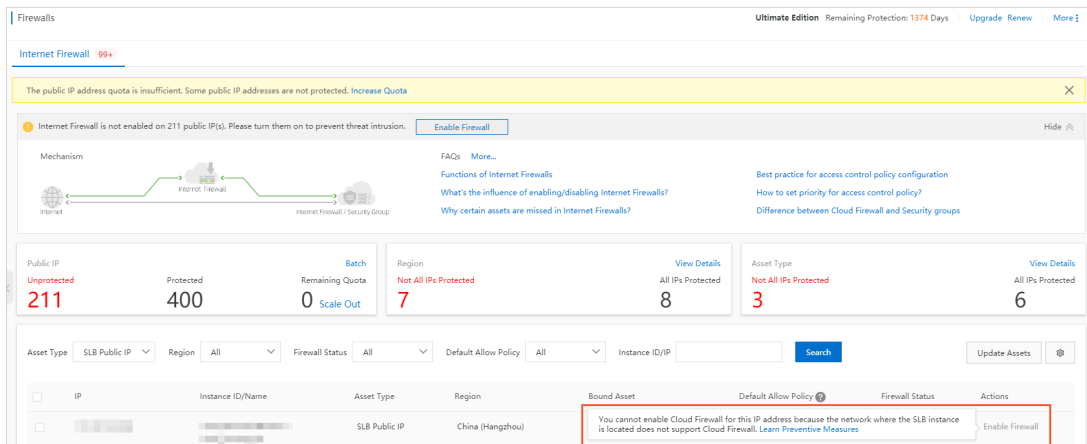 Firewalls
Ultimate Edition Remaining Protection: 1374 Days Upgrade Renew More
Internet Firewall 99+
The public IP address quota is insufficient. Some public IP addresses are not protected. Increase Quota
Internet Firewall is not enabled on 211 public IP(s). Please turn them on to prevent threat intrusion. Enable Firewall Hide
Mechanism
Internet Firewall
Internet
Internet Firewall / Security Group
FAQs More...
Functions of Internet Firewalls
What's the influence of enabling/disabling Internet Firewalls?
Why certain assets are missed in Internet Firewalls?
Best practice for access control policy configuration
How to set priority for access control policy?
Difference between Cloud Firewall and Security groups
Public IP Batch
Unprotected Protected Remaining Quota
211 400 0 Scale Out
Region View Details
Not All IPs Protected All IPs Protected
7 8
Asset Type View Details
Not All IPs Protected All IPs Protected
3 6
Asset Type SLB Public IP Region All Firewall Status All Default Allow Policy All Instance ID/IP Search Update Assets
IP Instance ID/Name Asset Type Region Bound Asset Default Allow Policy Firewall Status Actions
SLB Public IP China (Hangzhou)
You cannot enable Cloud Firewall for this IP address because the network where the SLB instance
is located does not support Cloud Firewall. Learn Preventive Measures
Enable Firewall